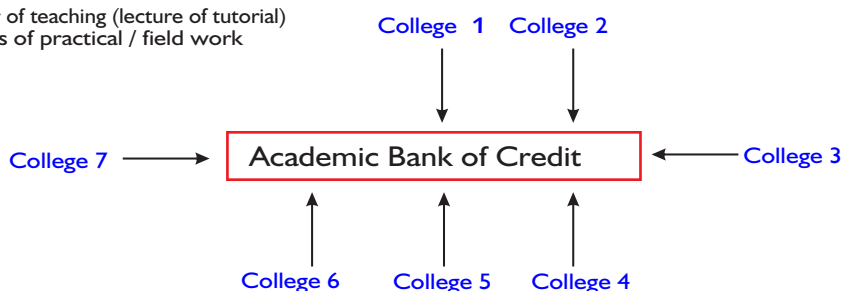 of teaching (lecture of tutorial)
of practical / field work
College 1 College 2
College 7 Academic Bank of Credit College 3
College 6 College 5 College 4